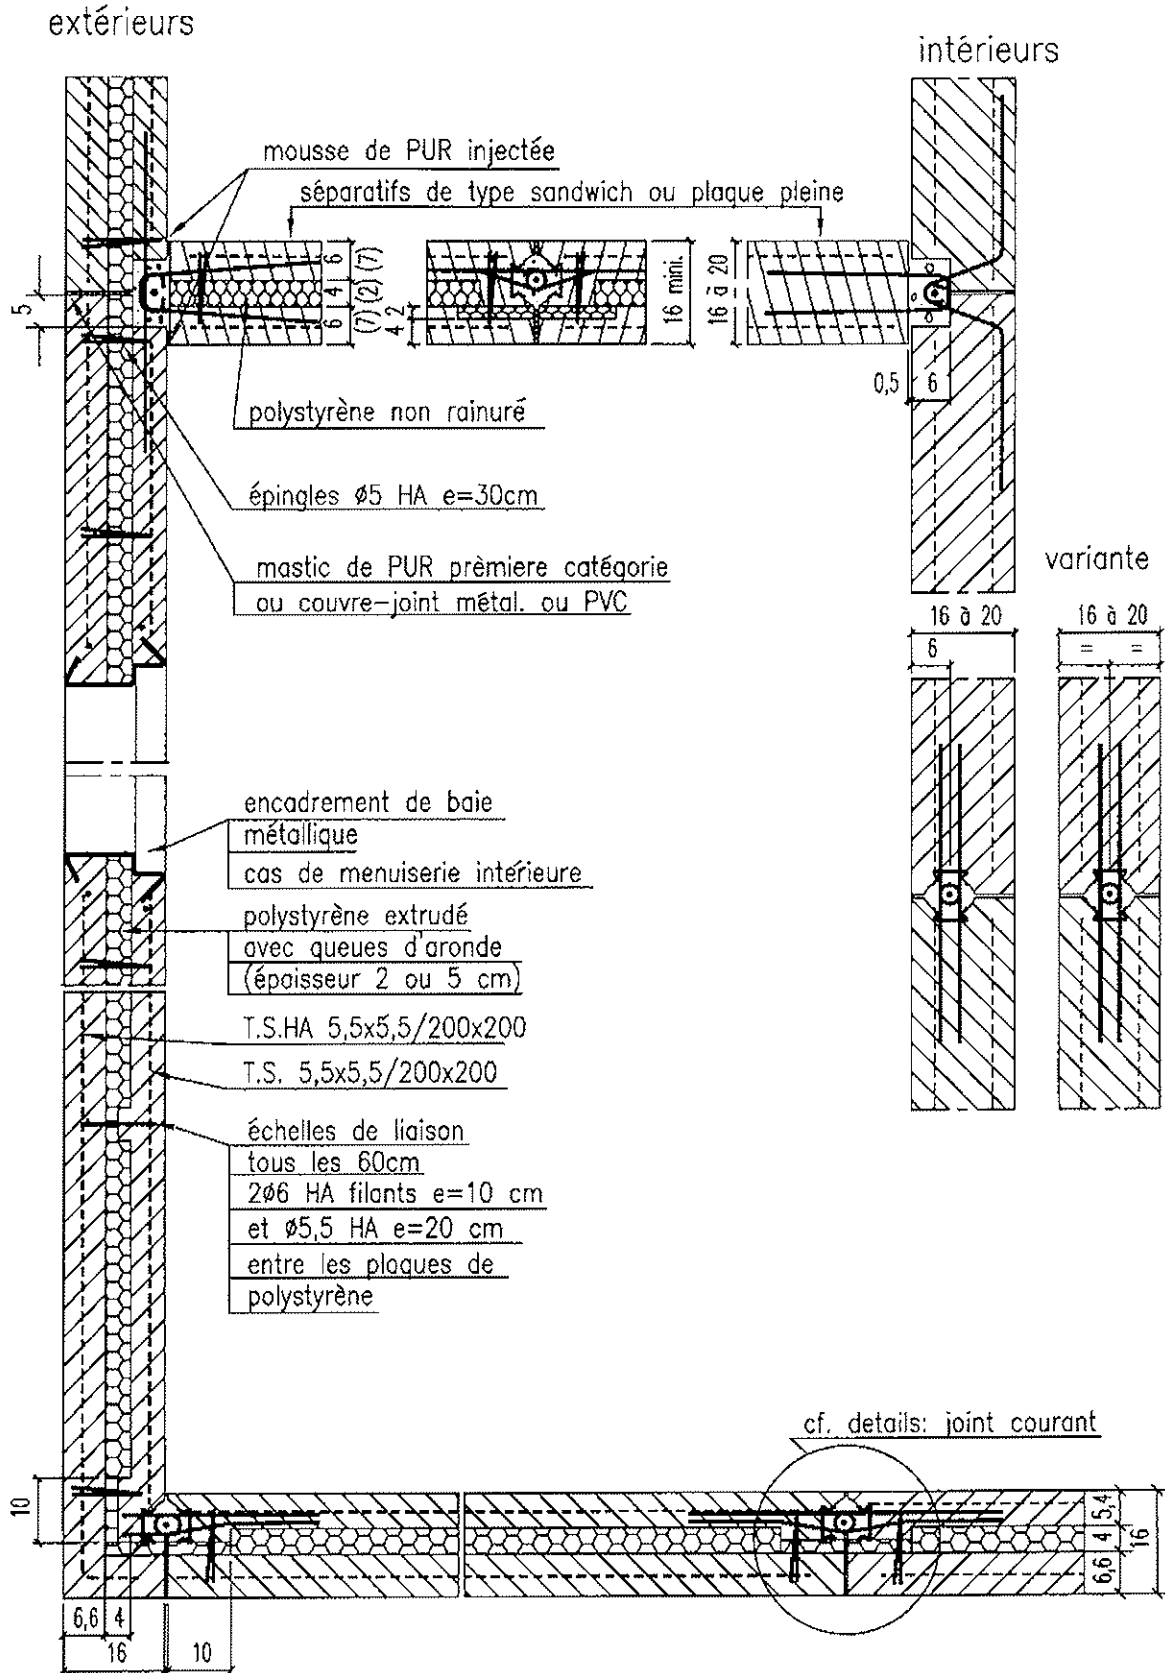 extérieurs
intérieurs
mousse de PUR injectée
séparatifs de type sandwich ou plaque pleine
5
6 4 6
(7) (2) (7)
4 2
16 mini.
16 à 20
0,5
6
polystyrène non rainuré
épingles ø5 HA e=30cm
mastic de PUR prèmiere catégorie
ou couvre-joint métal. ou PVC
variante
16 à 20
6
16 à 20
= =
encadrement de baie
métallique
cas de menuiserie intérieure
polystyrène extrudé
avec queues d'aronde
(épaisseur 2 ou 5 cm)
T.S.HA 5,5x5,5/200x200
T.S. 5,5x5,5/200x200
échelles de liaison
tous les 60cm
2ø6 HA filants e=10 cm
et ø5,5 HA e=20 cm
entre les plaques de
polystyrène
cf. details: joint courant
10
6,6 4 5,4
16
6,6 4
16
10